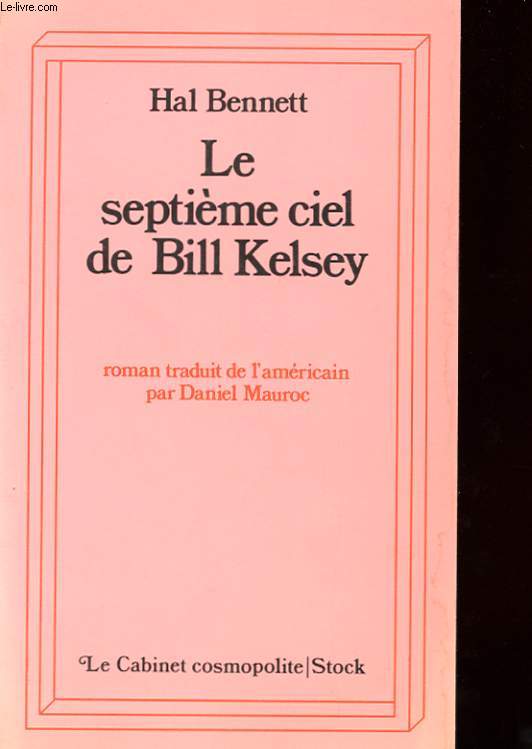 Le-livre.com
Hal Bennett
Le
septième ciel
de Bill Kelsey
roman traduit de l'américain
par Daniel Mauroc
Le Cabinet cosmopolite|Stock